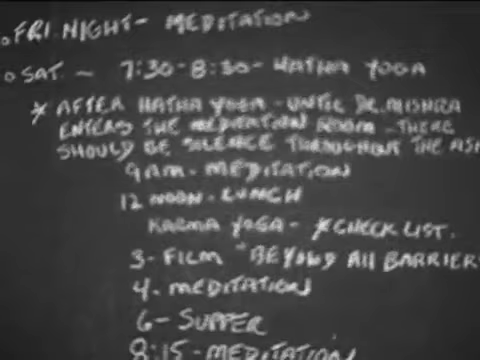 . FRI. NIGHT - MEDITATION
o SAT ~ 7:30-8:30- HATHA YOGA
* AFTER HATHA YOGA - UNTIL DR. MISHRA
ENTERS THE MEDITATION ROOM - THERE
SHOULD BE SILENCE THROUGHOUT THE ASH
9 AM - MEDITATION
12 NOON - LUNCH
KARMA YOGA - *CHECK LIST.
3 - FILM "BEYOND ALL BARRIER
4. MEDITATION
6 - SUPPER
8:15 - MEDITATION